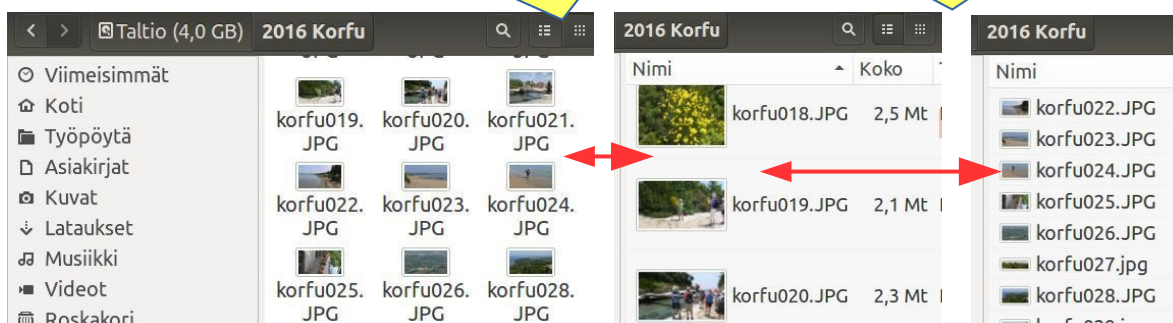 Taltio (4,0 GB) 2016 Korfu
Viimeisimmät
Koti
Työpöytä
Asiakirjat
Kuvat
Lataukset
Musiikki
Videot
Roskakori
korfu019. korfu020. korfu021.
JPG JPG JPG
korfu022. korfu023. korfu024.
JPG JPG JPG
korfu025. korfu026. korfu028.
JPG JPG JPG
2016 Korfu
Nimi Koko
korfu018.JPG 2,5 Mt
korfu019.JPG 2,1 Mt
korfu020.JPG 2,3 Mt
2016 Korfu
Nimi
korfu022.JPG
korfu023.JPG
korfu024.JPG
korfu025.JPG
korfu026.JPG
korfu027.jpg
korfu028.JPG